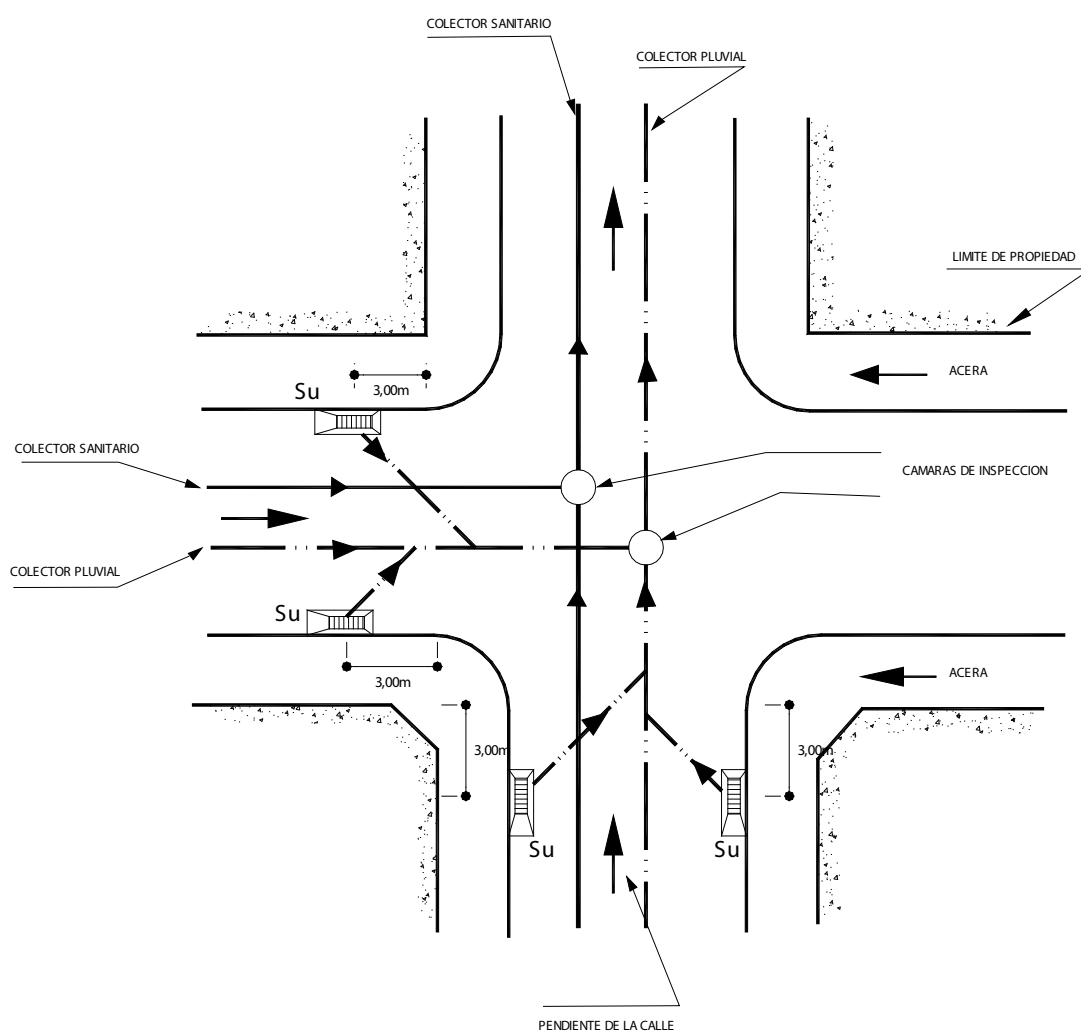 COLECTOR SANITARIO
COLECTOR PLUVIAL
LIMITE DE PROPIEDAD
ACERA
3,00m
Su
COLECTOR SANITARIO
CAMARAS DE INSPECCION
COLECTOR PLUVIAL
Su
3,00m
ACERA
3,00m
3,00m
Su
Su
PENDIENTE DE LA CALLE